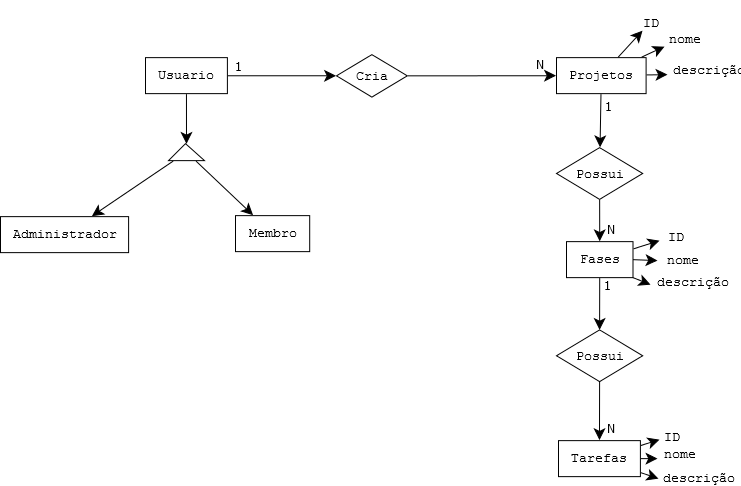 ID
nome
Usuario
1
Cria
N
Projetos
descrição
1
Possui
N
Administrador
Membro
ID
Fases
nome
descrição
1
Possui
N
ID
Tarefas
nome
descrição